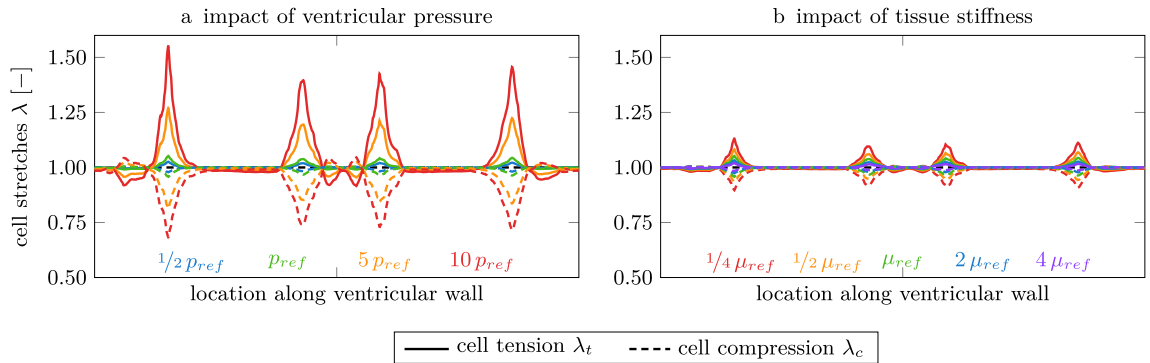 a impact of ventricular pressure
cell stretches λ [−]
1.50
1.25
1.00
0.75
0.50
1/2 p_ref p_ref 5 p_ref 10 p_ref
location along ventricular wall
b impact of tissue stiffness
1.50
1.25
1.00
0.75
0.50
1/4 μ_ref 1/2 μ_ref μ_ref 2 μ_ref 4 μ_ref
location along ventricular wall
cell tension λ_t cell compression λ_c